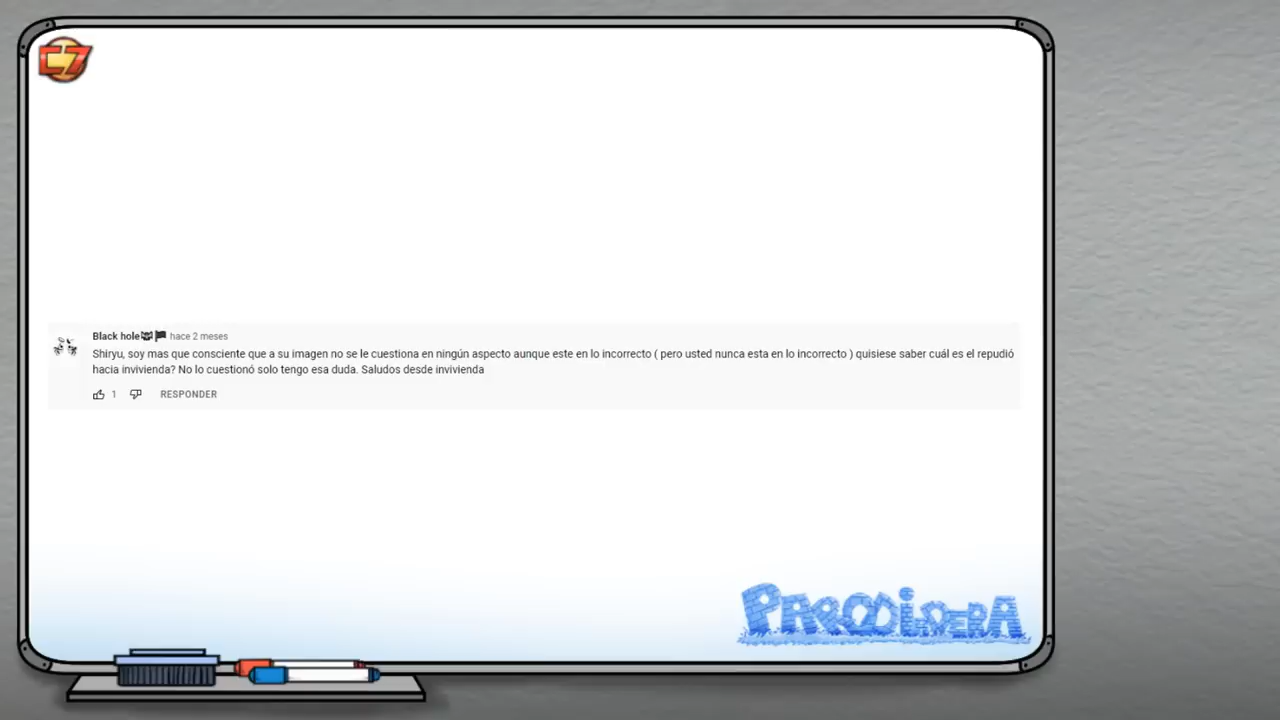 C7
Black hole hace 2 meses
Shiryu, soy mas que consciente que a su imagen no se le cuestiona en ningún aspecto aunque este en lo incorrecto ( pero usted nunca esta en lo incorrecto ) quisiese saber cuál es el repudió
hacia invivienda? No lo cuestionó solo tengo esa duda. Saludos desde invivienda
1 RESPONDER
PARODiSERA